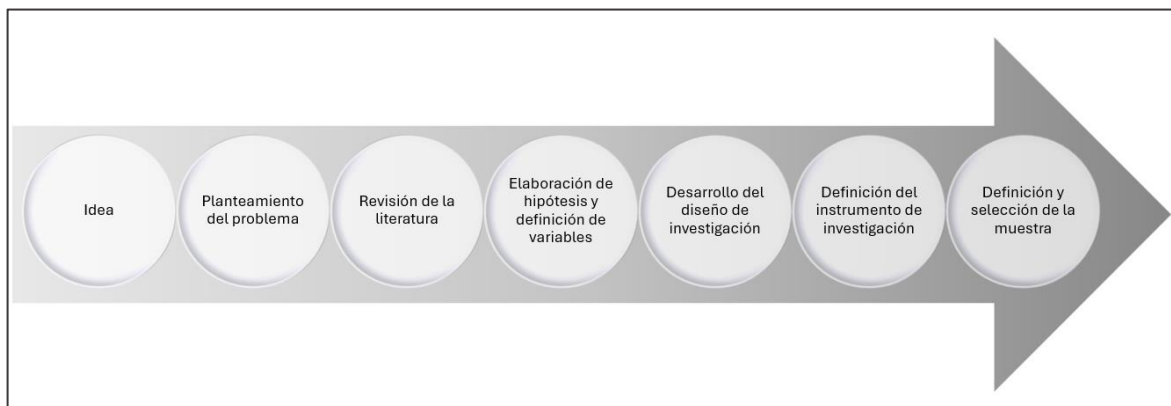 Idea
Planteamiento
del problema
Revisión de la
literatura
Elaboración de
hipótesis y
definición de
variables
Desarrollo del
diseño de
investigación
Definición del
instrumento de
investigación
Definición y
selección de la
muestra